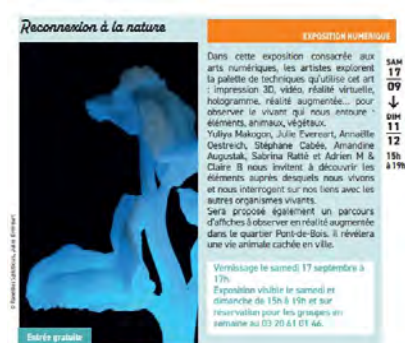 Reconnexion à la nature
EXPOSITION NUMÉRIQUE
Dans cette exposition consacrée aux
arts numériques, les artistes explorent
la palette de techniques qu'utilise cet art
: impression 3D, vidéo, réalité virtuelle,
hologramme, réalité augmentée... pour
observer le vivant qui nous entoure :
éléments, animaux, végétaux.
Yuliya Makogon, Julie Everaert, Annaëlle
Oestreich, Stéphane Cabée, Amandine
Augustak, Sabrina Ratté et Adrien M &
Claire B nous invitent à découvrir les
éléments auprès desquels nous vivons
et nous interrogent sur nos liens avec les
autres organismes vivants.
Sera proposé également un parcours
d'affiches à observer en réalité augmentée
dans le quartier Pont-de-Bois. Il révélera
une vie animale cachée en ville.
Vernissage le samedi 17 septembre à
17h
Exposition visible le samedi et
dimanche de 15h à 19h et sur
réservation pour les groupes en
semaine au 03 20 61 01 46.
SAM
17
09
↓
DIM
11
12
15h
à 19h
Julie Everaert
Entrée gratuite